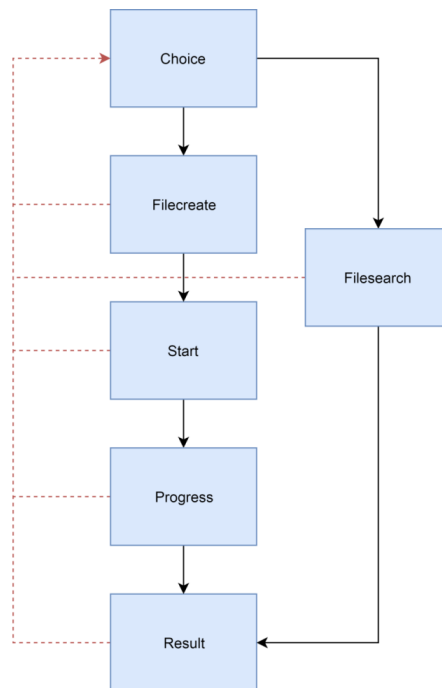 Choice
Filecreate
Filesearch
Start
Progress
Result